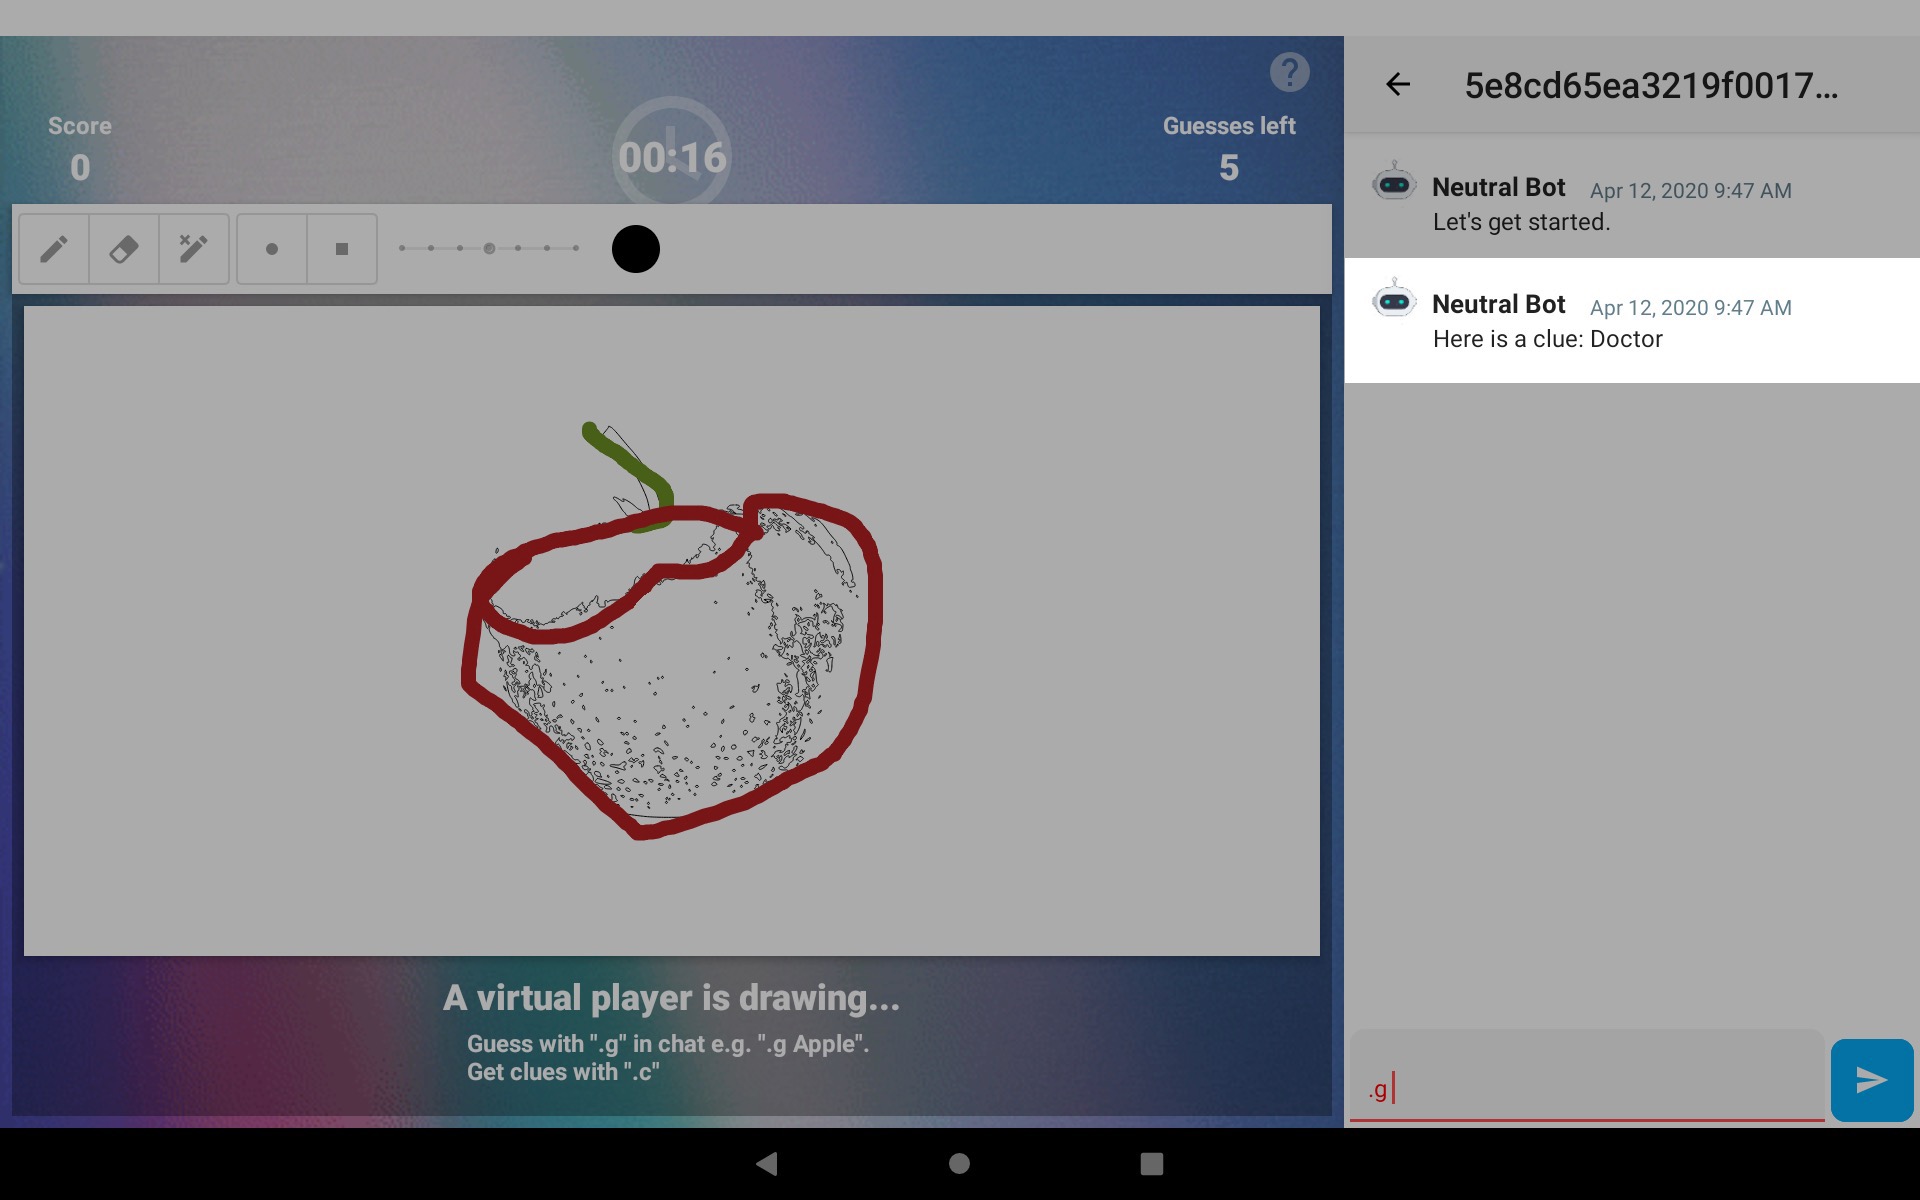 ?
Score
0
00:16
Guesses left
5
A virtual player is drawing...
Guess with ".g" in chat e.g. ".g Apple".
Get clues with ".c"
5e8cd65ea3219f0017...
Neutral Bot Apr 12, 2020 9:47 AM
Let's get started.
Neutral Bot Apr 12, 2020 9:47 AM
Here is a clue: Doctor
.g